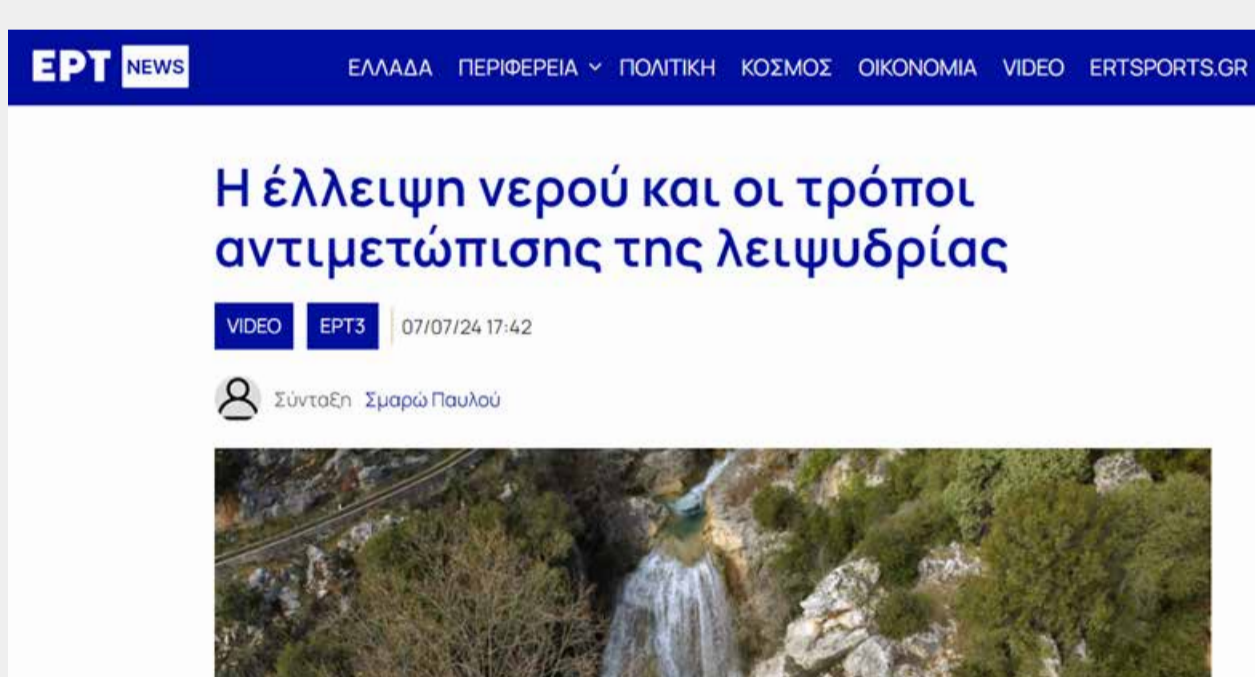 ΕΡΤ NEWS ΕΛΛΑΔΑ ΠΕΡΙΦΕΡΕΙΑ ΠΟΛΙΤΙΚΗ ΚΟΣΜΟΣ ΟΙΚΟΝΟΜΙΑ VIDEO ERTSPORTS.GR
Η έλλειψη νερού και οι τρόποι
αντιμετώπισης της λειψυδρίας
VIDEO ΕΡΤ3 07/07/24 17:42
Σύνταξη Σμαρώ Παυλού